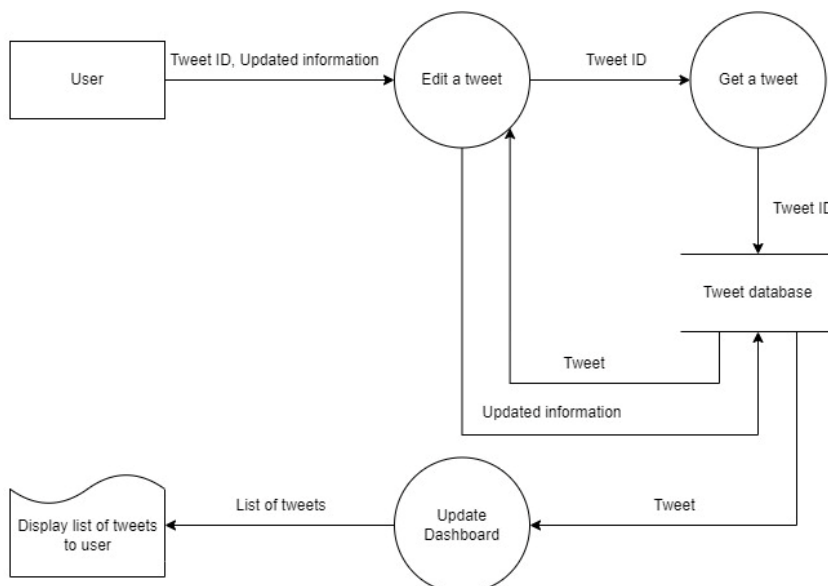 User
Tweet ID, Updated information
Edit a tweet
Tweet ID
Get a tweet
Tweet ID
Tweet database
Tweet
Updated information
Display list of tweets
to user
List of tweets
Update
Dashboard
Tweet